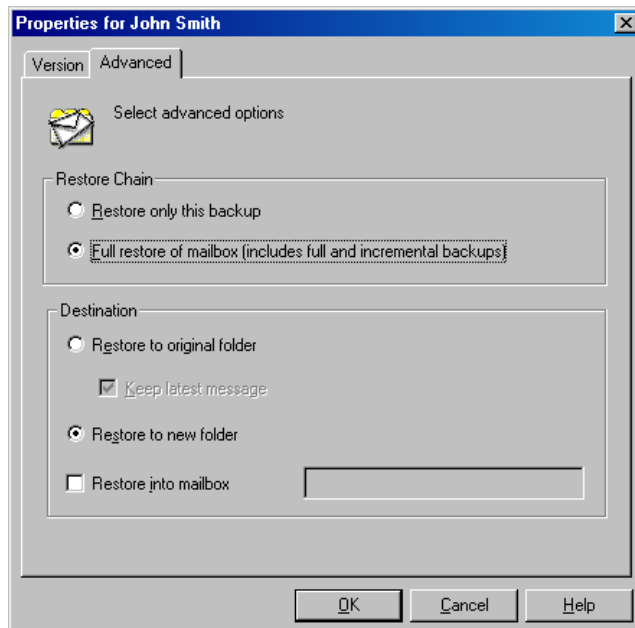 Properties for John Smith
Version Advanced
Select advanced options
Restore Chain
Restore only this backup
Full restore of mailbox (includes full and incremental backups)
Destination
Restore to original folder
Keep latest message
Restore to new folder
Restore into mailbox
OK Cancel Help